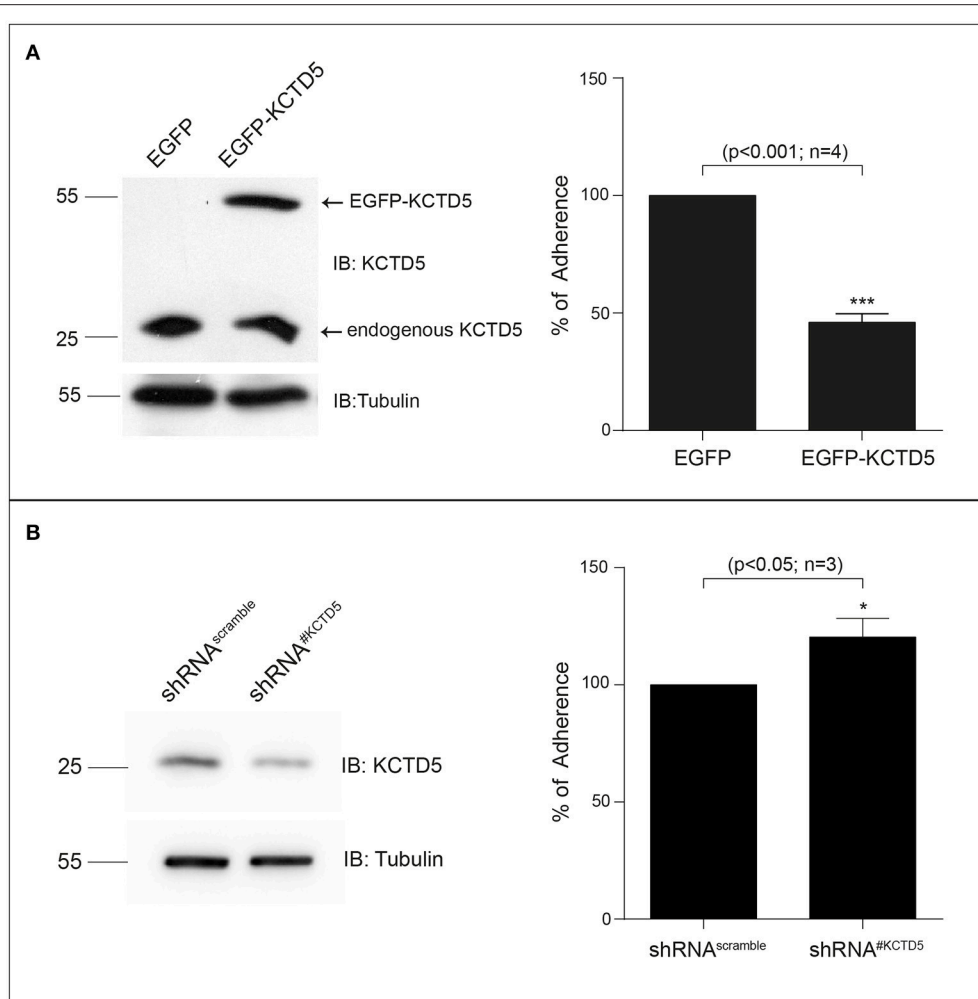 A
EGFP
EGFP-KCTD5
55
← EGFP-KCTD5
IB: KCTD5
25
← endogenous KCTD5
55
IB:Tubulin
150
100
50
0
% of Adherence
(p<0.001; n=4)
***
EGFP
EGFP-KCTD5
B
shRNAscramble
shRNA#KCTD5
25
IB: KCTD5
55
IB: Tubulin
150
100
50
0
% of Adherence
(p<0.05; n=3)
*
shRNAscramble
shRNA#KCTD5